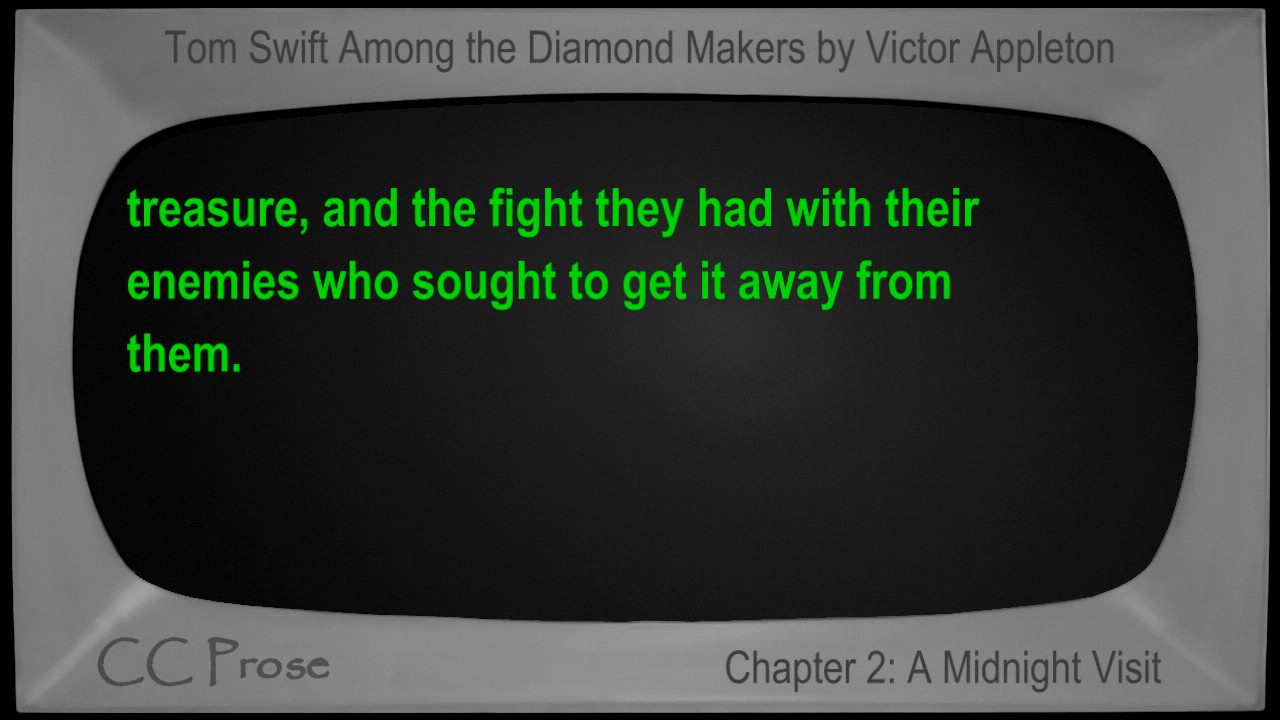 Tom Swift Among the Diamond Makers by Victor Appleton
treasure, and the fight they had with their
enemies who sought to get it away from
them.
CC Prose
Chapter 2: A Midnight Visit